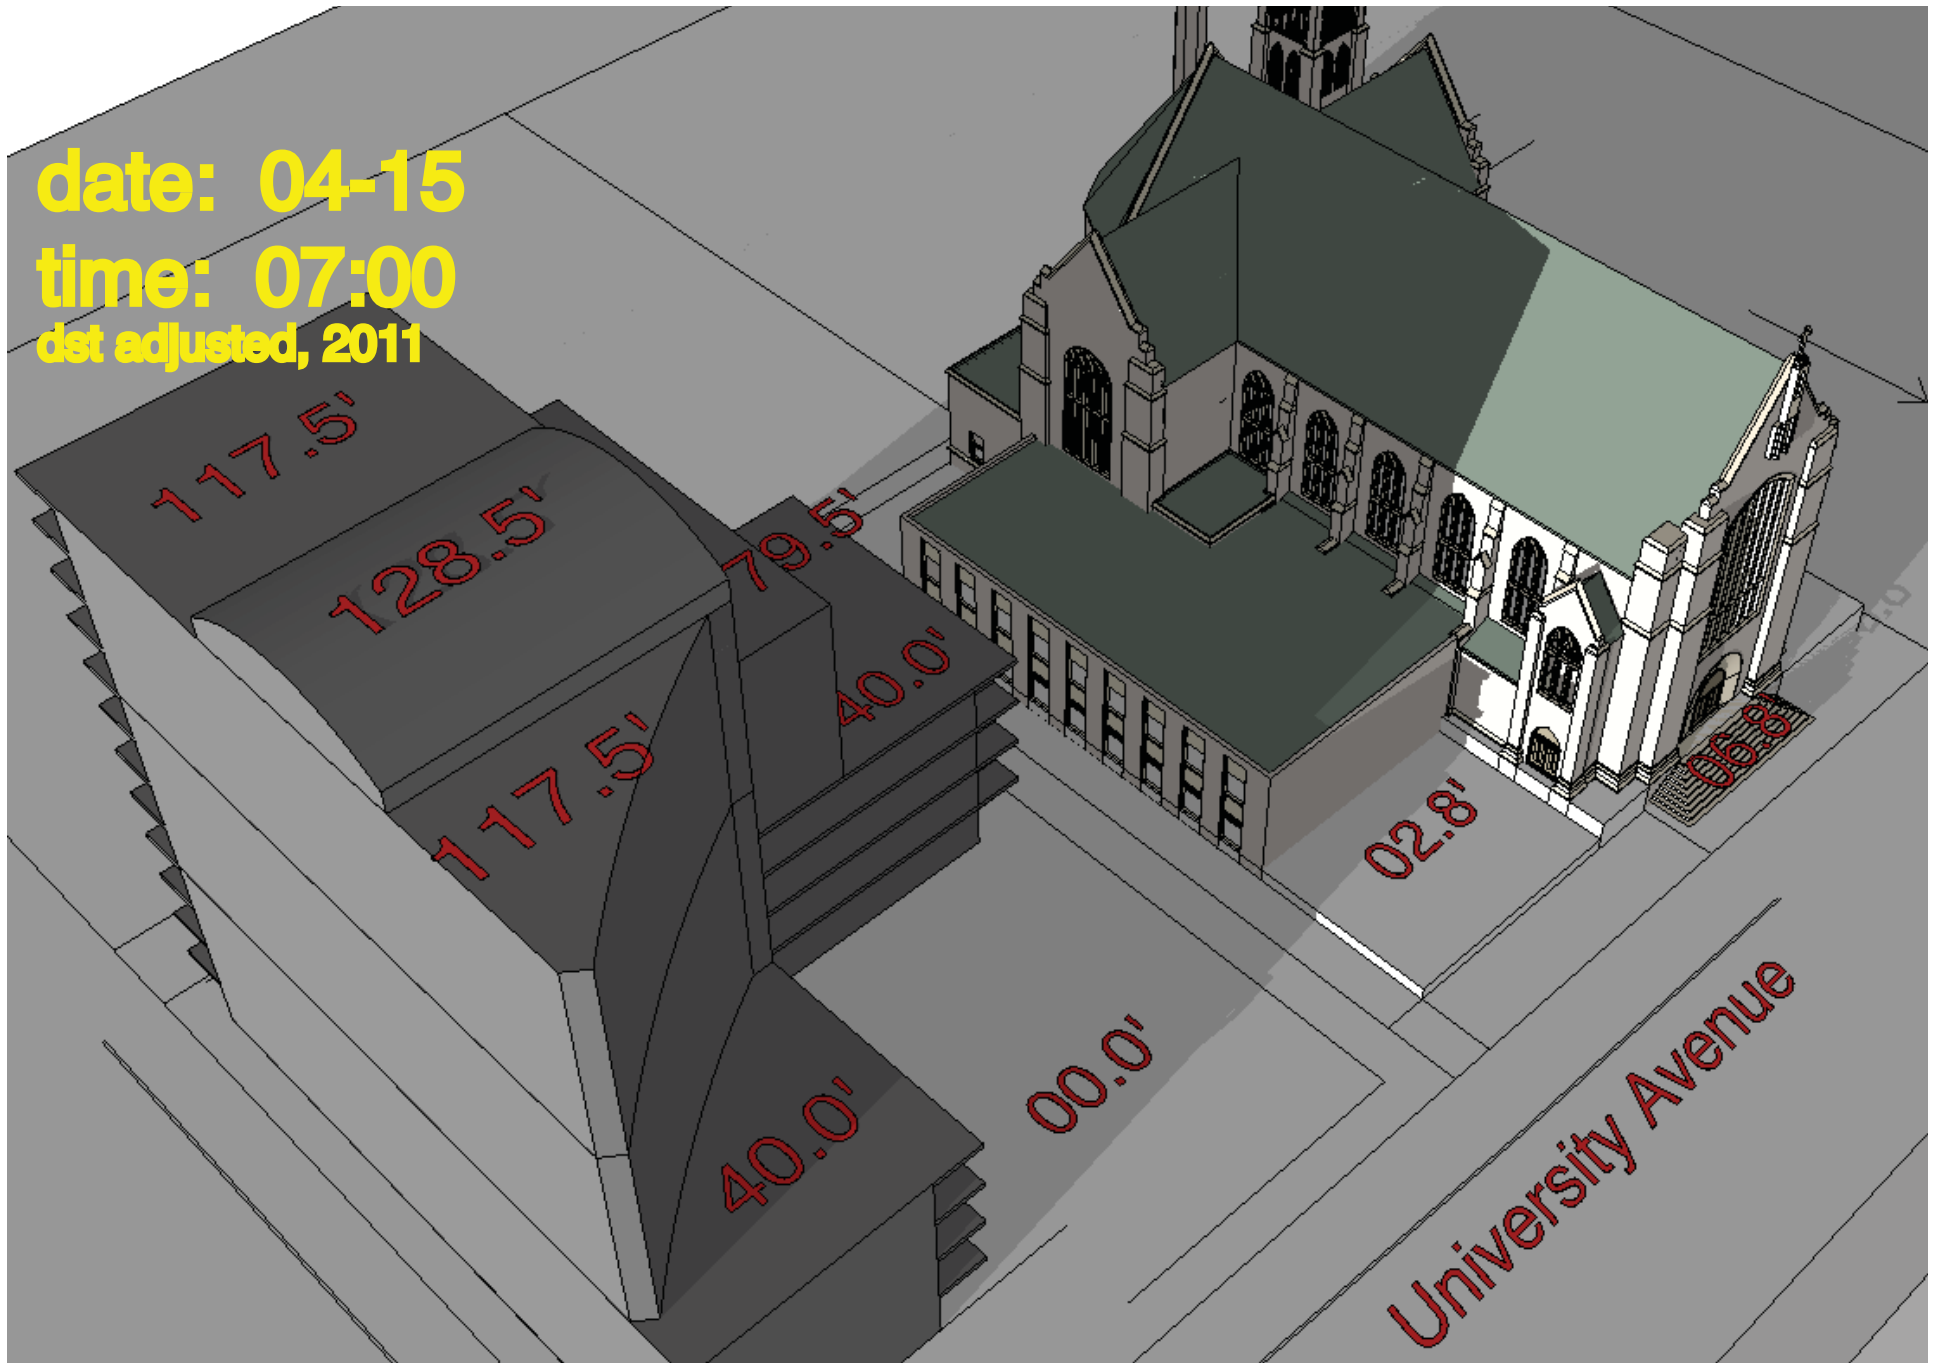 date: 04-15
time: 07:00
dst adjusted, 2011
117.5'
128.5'
79.5'
117.5'
40.0'
06.8'
02.8'
00.0'
40.0'
University Avenue